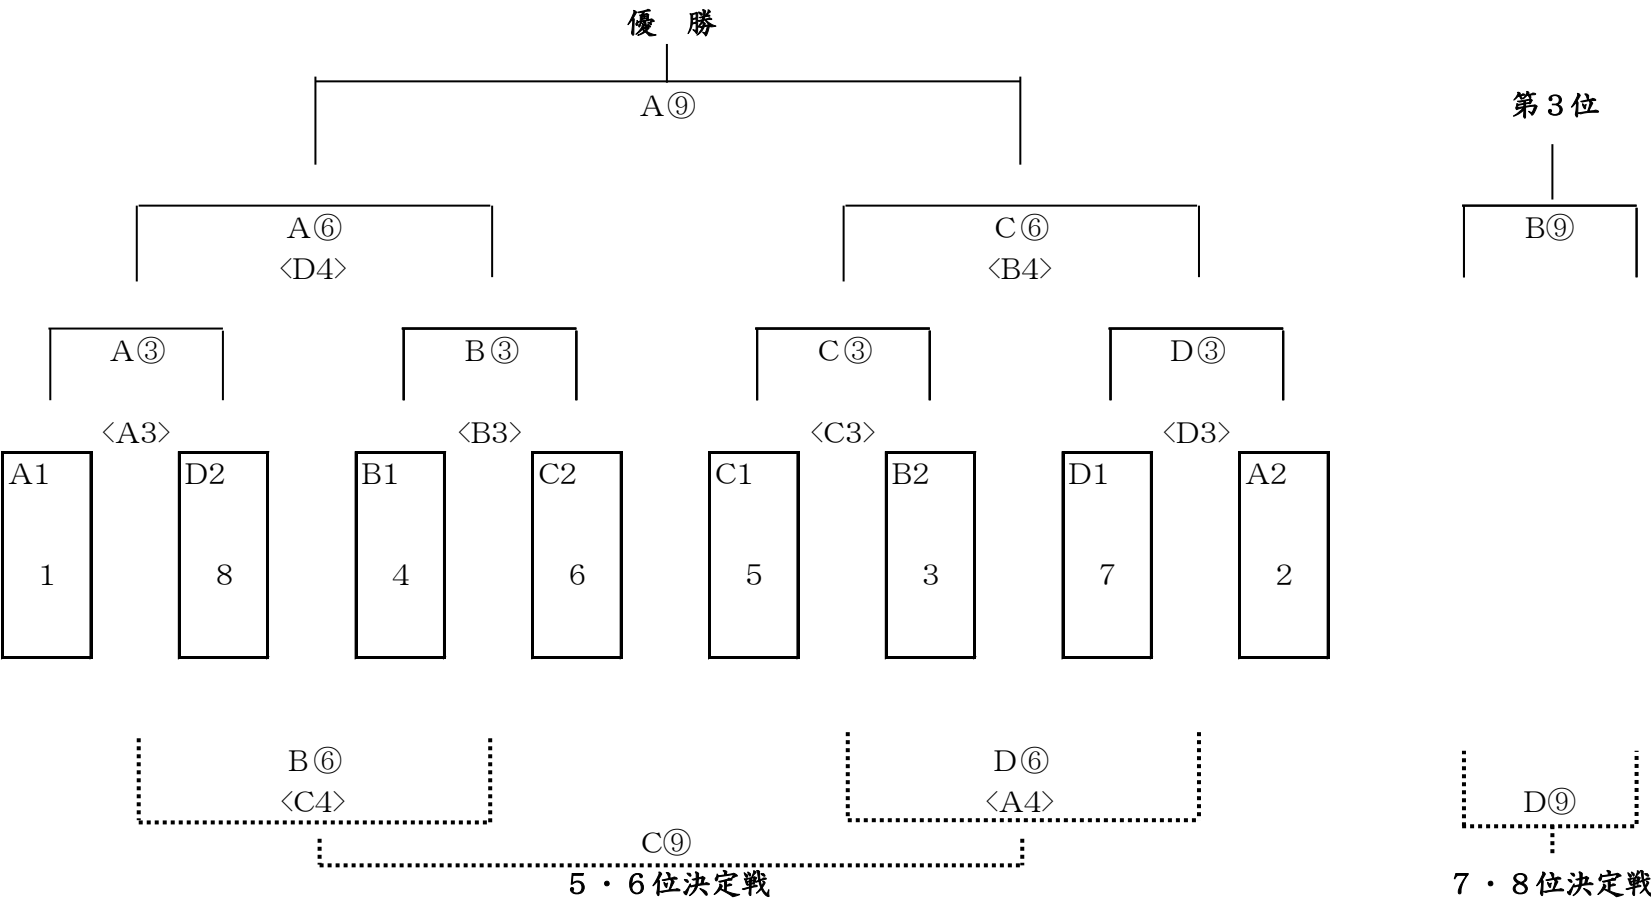 優　勝
A⑨
第３位
A⑥
C⑥
B⑨
<D4>
<B4>
A③
B③
C③
D③
<A3>
<B3>
<C3>
<D3>
A1
D2
B1
C2
C1
B2
D1
A2
1
8
4
6
5
3
7
2
B⑥
D⑥
<C4>
<A4>
D⑨
C⑨
５・６位決定戦
７・８位決定戦